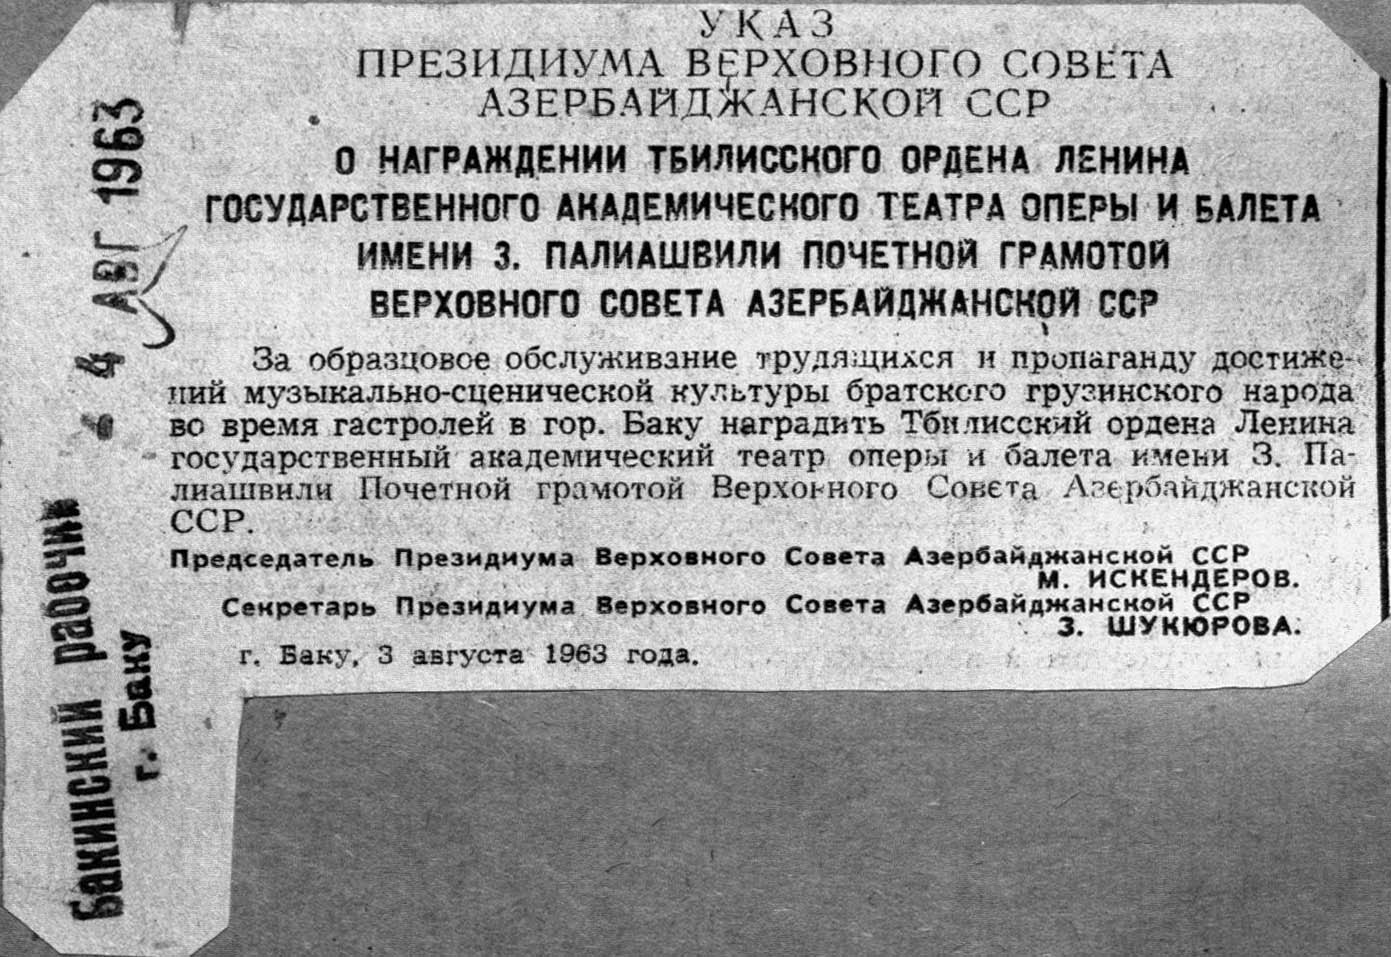 УКАЗ
ПРЕЗИДИУМА ВЕРХОВНОГО СОВЕТА
АЗЕРБАЙДЖАНСКОЙ ССР
О НАГРАЖДЕНИИ ТБИЛИССКОГО ОРДЕНА ЛЕНИНА
ГОСУДАРСТВЕННОГО АКАДЕМИЧЕСКОГО ТЕАТРА ОПЕРЫ И БАЛЕТА
ИМЕНИ З. ПАЛИАШВИЛИ ПОЧЕТНОЙ ГРАМОТОЙ
ВЕРХОВНОГО СОВЕТА АЗЕРБАЙДЖАНСКОЙ ССР
За образцовое обслуживание трудящихся и пропаганду достиже-
ний музыкально-сценической культуры братского грузинского народа
во время гастролей в гор. Баку наградить Тбилисский ордена Ленина
государственный академический театр оперы и балета имени З. Па-
лиашвили Почетной грамотой Верховного Совета Азербайджанской
ССР.
Председатель Президиума Верховного Совета Азербайджанской ССР
М. ИСКЕНДЕРОВ.
Секретарь Президиума Верховного Совета Азербайджанской ССР
З. ШУКЮРОВА.
г. Баку, 3 августа 1963 года.
Бакинский рабочий
г. Баку
4 АВГ 1963